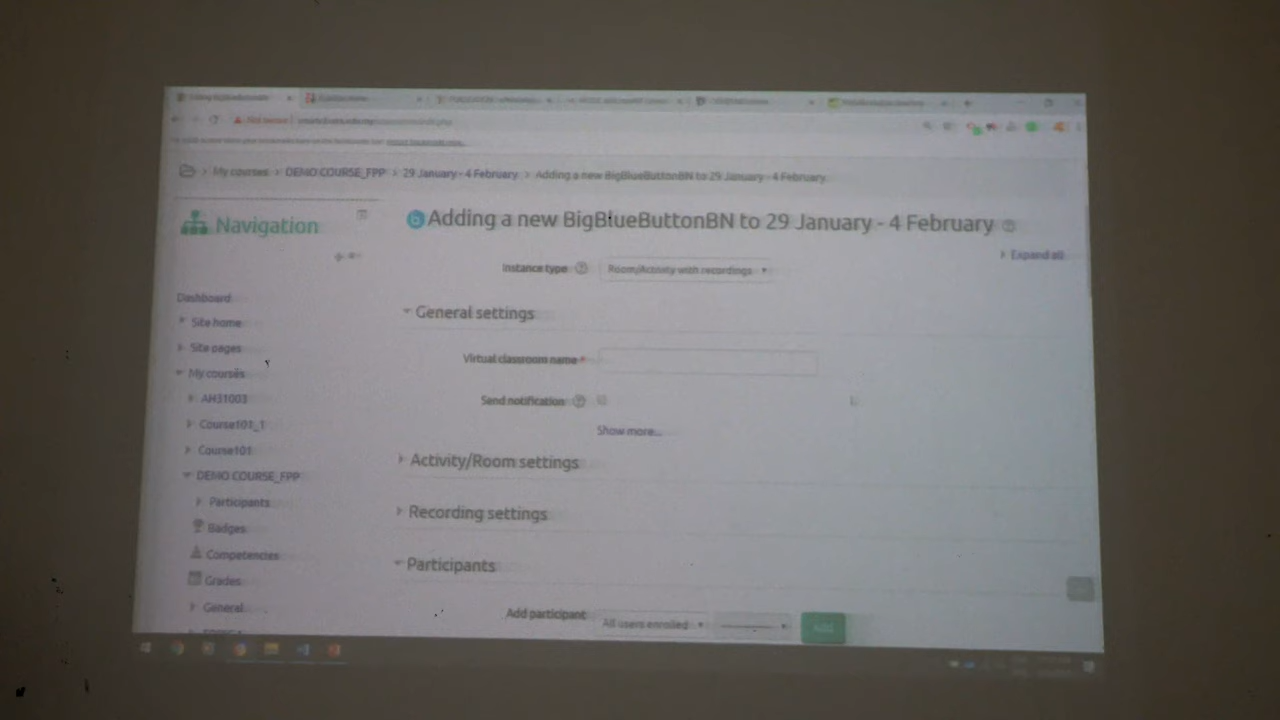 Not secure
My courses > DEMO COURSE_FPP > 29 January - 4 February > Adding a new BigBlueButtonBN to 29 January - 4 February
Navigation
Dashboard
Site home
Site pages
My courses
AH31003
Course101_1
Course101
DEMO COURSE_FPP
Participants
Badges
Competencies
Grades
General
Adding a new BigBlueButtonBN to 29 January - 4 February
Expand all
Instance type Room/Activity with recordings
General settings
Virtual classroom name
Send notification
Show more...
Activity/Room settings
Recording settings
Participants
Add participant All users enrolled Add